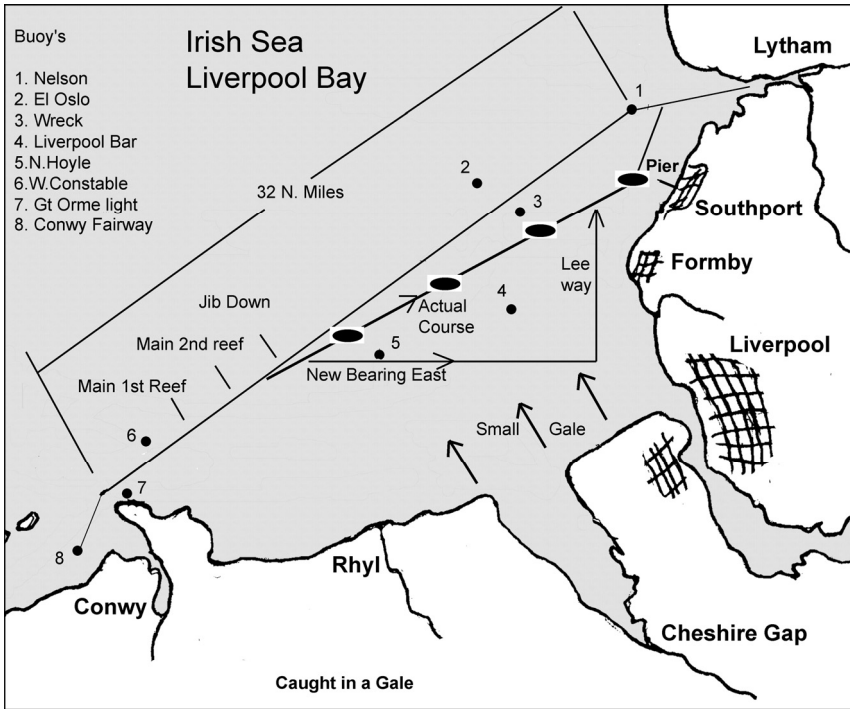 Buoy's
1. Nelson
2. El Oslo
3. Wreck
4. Liverpool Bar
5.N.Hoyle
6.W.Constable
7. Gt Orme light
8. Conwy Fairway
Irish Sea
Liverpool Bay
Lytham
1
32 N. Miles
2
3
Pier
Southport
Lee
way
Formby
Jib Down
4
Actual
Course
Main 2nd reef
5
Liverpool
New Bearing East
Main 1st Reef
6
Small Gale
7
8
Rhyl
Conwy
Cheshire Gap
Caught in a Gale